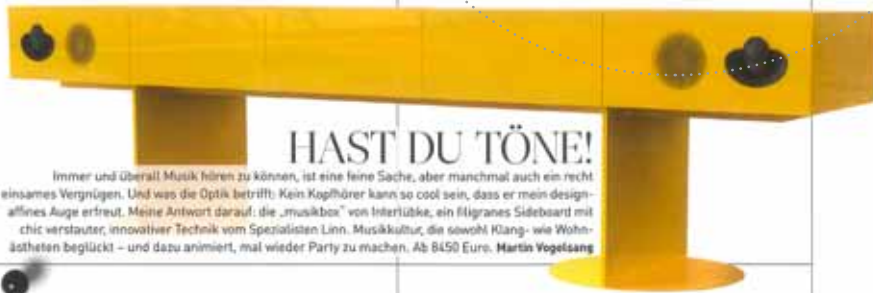 HAST DU TÖNE!
Immer und überall Musik hören zu können, ist eine feine Sache, aber manchmal auch ein recht
einsames Vergnügen. Und was die Optik betrifft: Kein Kopfhörer kann so cool sein, dass er mein design-
affines Auge erfreut. Meine Antwort darauf: die „musikbox" von Interlübke, ein filigranes Sideboard mit
chic verstauter, innovativer Technik vom Spezialisten Linn. Musikkultur, die sowohl Klang- wie Wohn-
ästheten beglückt – und dazu animiert, mal wieder Party zu machen. Ab 8450 Euro. Martin Vogelsang